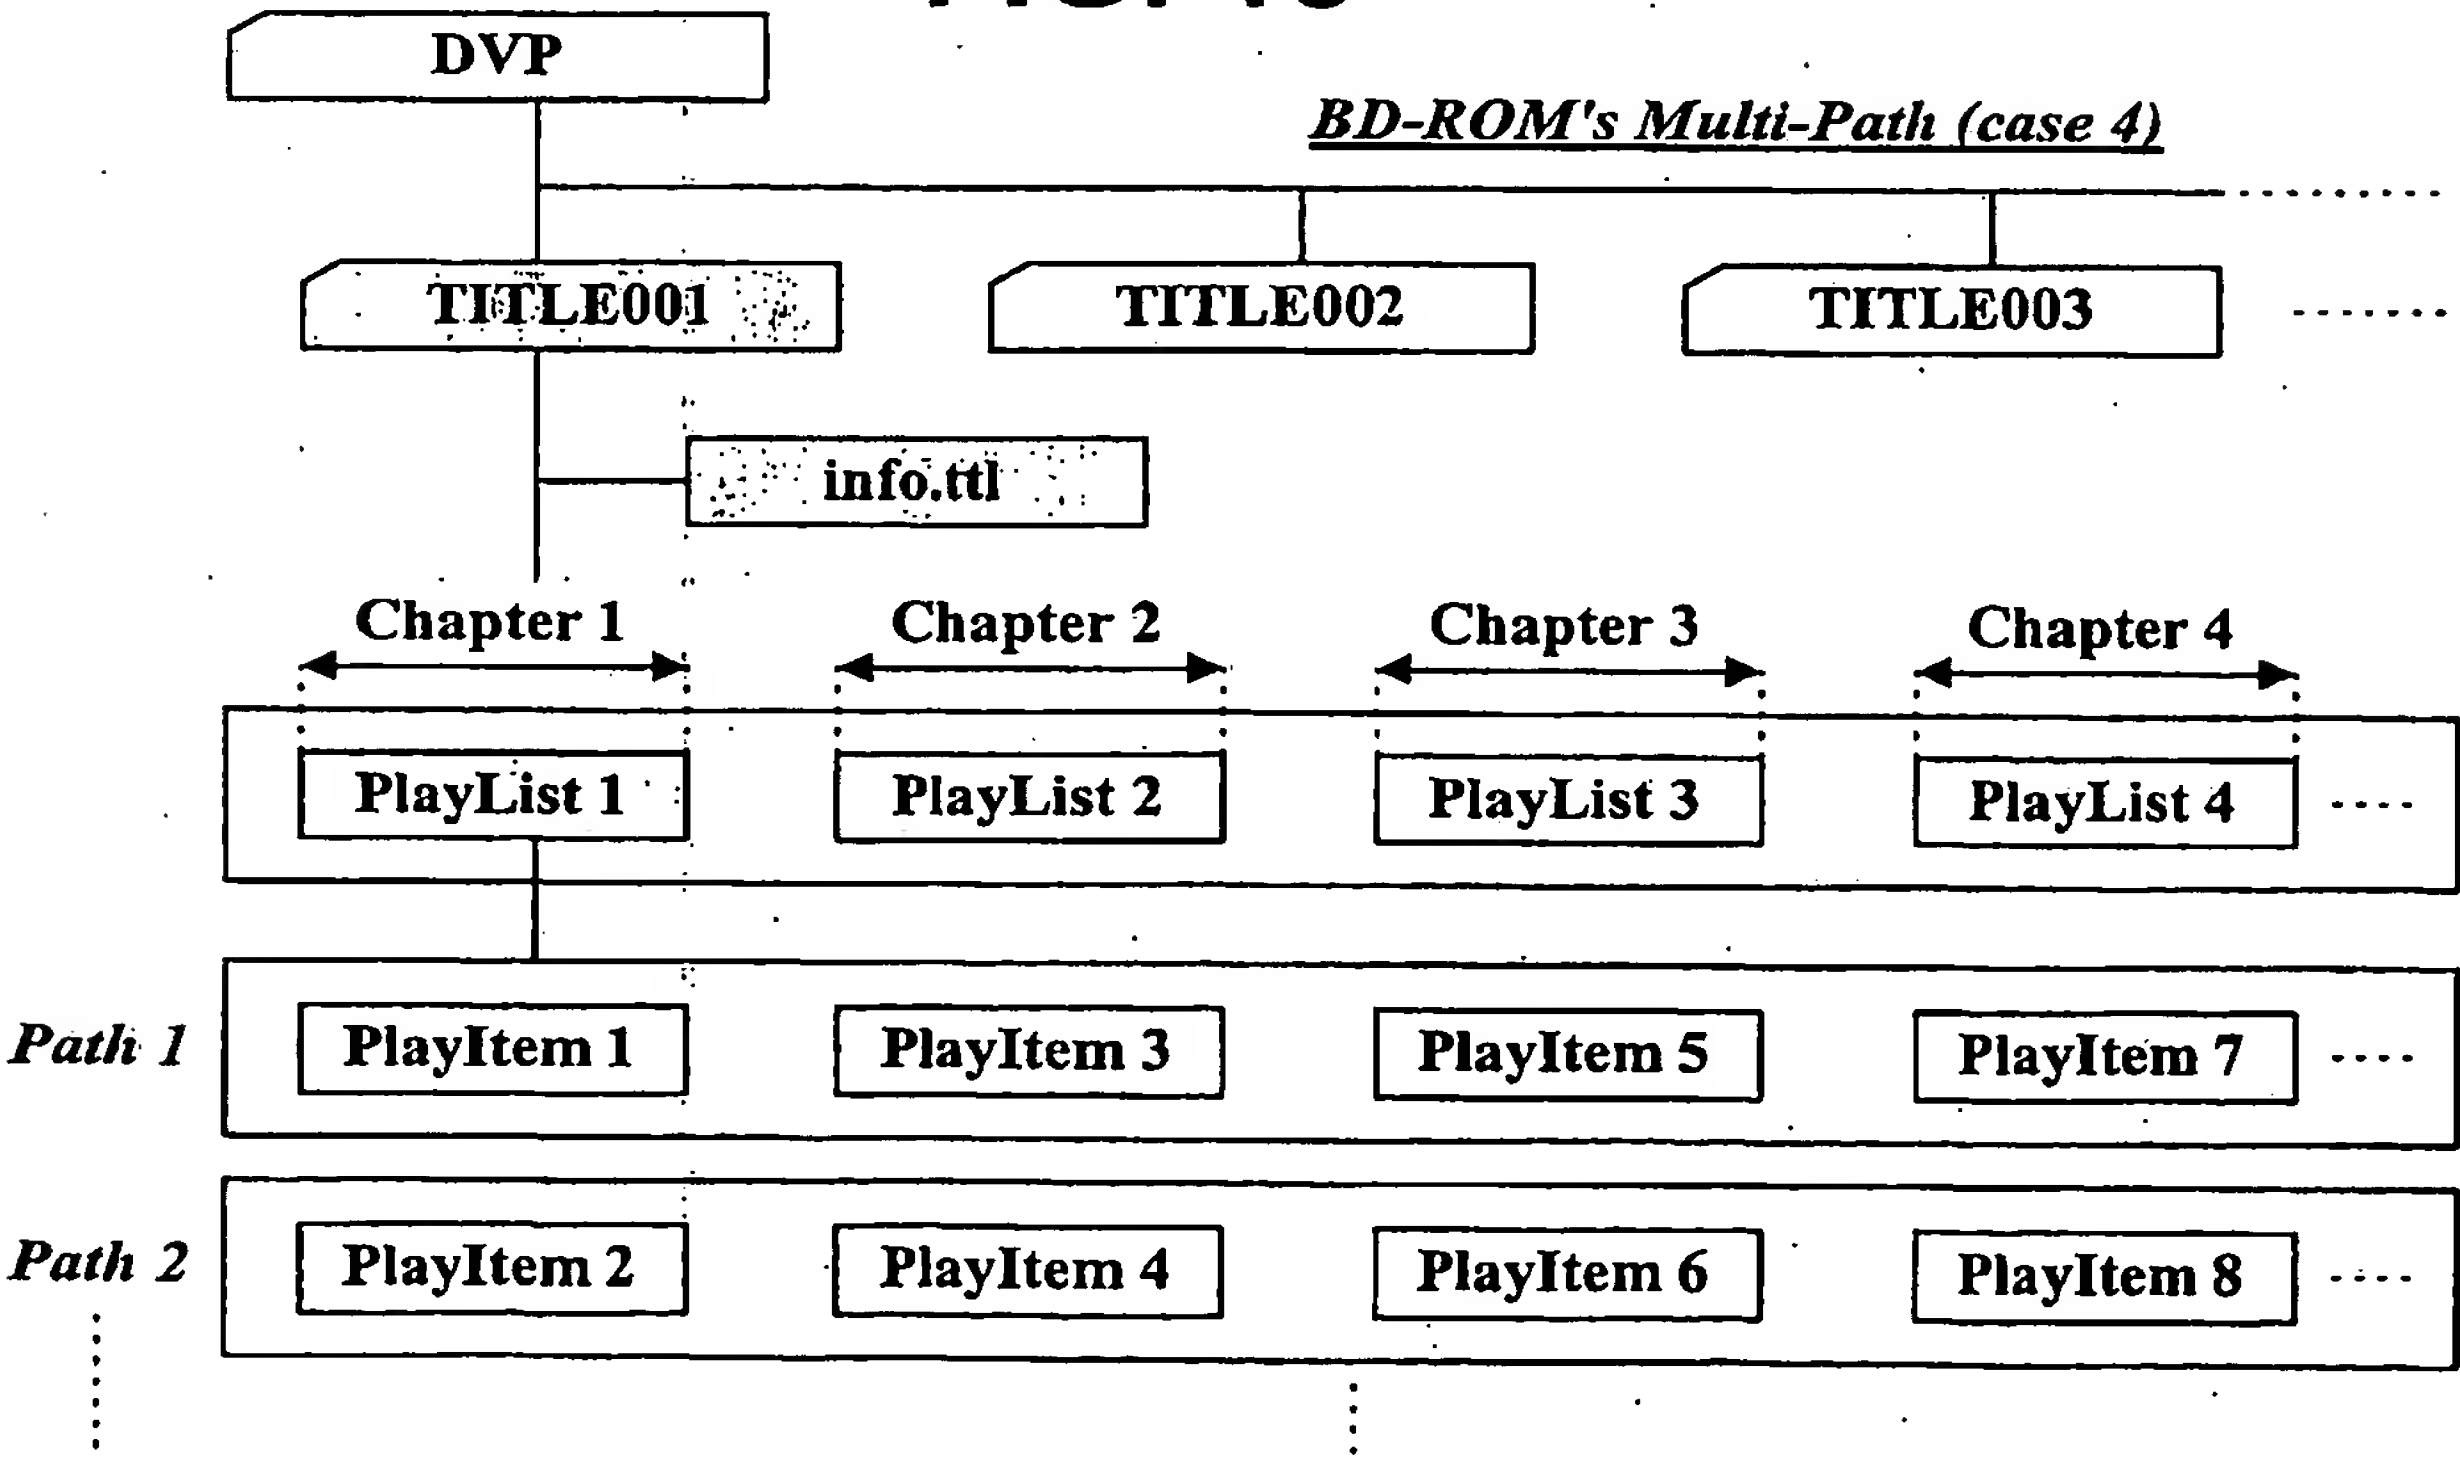 DVP
BD-ROM's Multi-Path (case 4)
TITLE001 TITLE002 TITLE003
info.ttl
Chapter 1 Chapter 2 Chapter 3 Chapter 4
PlayList 1 PlayList 2 PlayList 3 PlayList 4
Path 1 PlayItem 1 PlayItem 3 PlayItem 5 PlayItem 7
Path 2 PlayItem 2 PlayItem 4 PlayItem 6 PlayItem 8